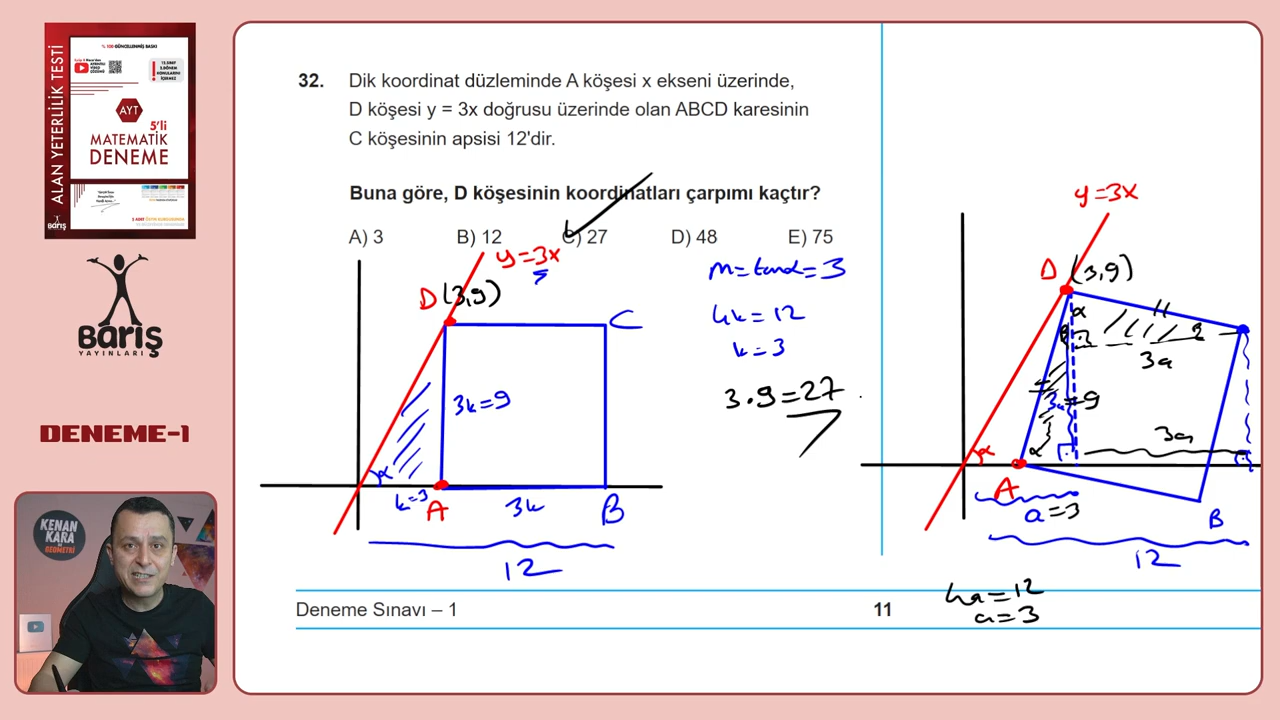 % 100 GÜNCELLENMİŞ BASKI
ALAN YETERLİLİK TESTİ
AYT
5'li
MATEMATİK
DENEME
BARIŞ
Barış
YAYINLARI
DENEME-1
KENAN
KARA
ile
GEOMETRİ
32. Dik koordinat düzleminde A köşesi x ekseni üzerinde,
D köşesi y = 3x doğrusu üzerinde olan ABCD karesinin
C köşesinin apsisi 12'dir.
Buna göre, D köşesinin koordinatları çarpımı kaçtır?
A) 3 B) 12 C) 27 D) 48 E) 75
y=3x
D (3,9)
C
3k=9
α
k=3
A
3k
B
12
m=tanα=3
4k=12
k=3
3.9=27
y=3x
D (3,9)
α
3a
3a=9
α
α
3a
A
a=3
B
12
4a=12
a=3
Deneme Sınavı – 1
11